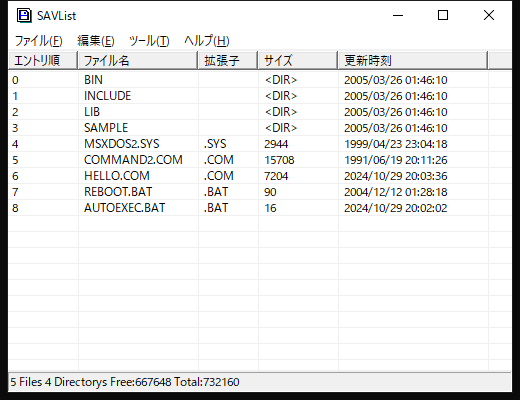 SAVList
ファイル(F) 編集(E) ツール(T) ヘルプ(H)
エントリ順 ファイル名 拡張子 サイズ 更新時刻
0 BIN <DIR> 2005/03/26 01:46:10
1 INCLUDE <DIR> 2005/03/26 01:46:10
2 LIB <DIR> 2005/03/26 01:46:10
3 SAMPLE <DIR> 2005/03/26 01:46:10
4 MSXDOS2.SYS .SYS 2944 1999/04/23 23:04:18
5 COMMAND2.COM .COM 15708 1991/06/19 20:11:26
6 HELLO.COM .COM 7204 2024/10/29 20:03:36
7 REBOOT.BAT .BAT 90 2004/12/12 01:28:18
8 AUTOEXEC.BAT .BAT 16 2024/10/29 20:02:02
5 Files 4 Directorys Free:667648 Total:732160